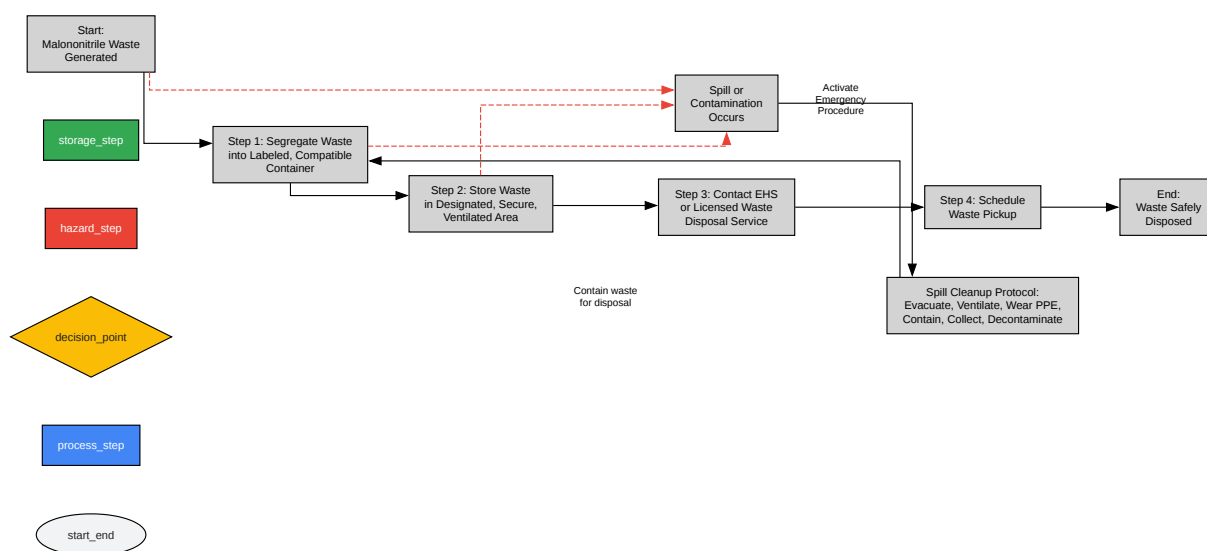 Start:
Malononitrile Waste
Generated
Spill or
Contamination
Occurs
Activate
Emergency
Procedure
storage_step
Step 1: Segregate Waste
into Labeled, Compatible
Container
Step 2: Store Waste
in Designated, Secure,
Ventilated Area
Step 3: Contact EHS
or Licensed Waste
Disposal Service
Step 4: Schedule
Waste Pickup
End:
Waste Safely
Disposed
hazard_step
Contain waste
for disposal
Spill Cleanup Protocol:
Evacuate, Ventilate, Wear PPE,
Contain, Collect, Decontaminate
decision_point
process_step
start_end